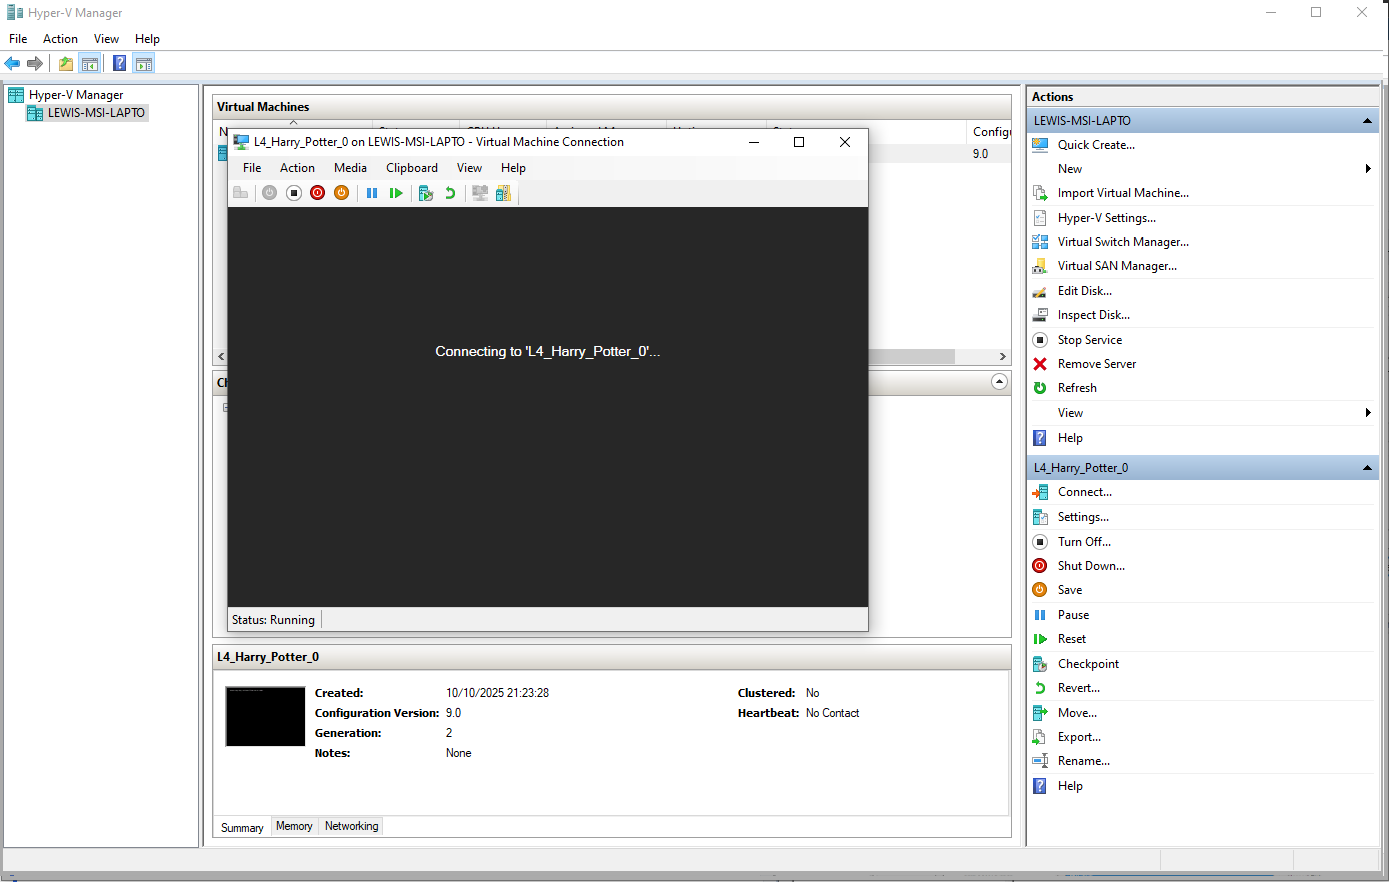 Hyper-V Manager
File Action View Help
Hyper-V Manager
LEWIS-MSI-LAPTO
Virtual Machines
9.0
L4_Harry_Potter_0 on LEWIS-MSI-LAPTO - Virtual Machine Connection
File Action Media Clipboard View Help
Connecting to 'L4_Harry_Potter_0'...
Status: Running
L4_Harry_Potter_0
Created: 10/10/2025 21:23:28
Configuration Version: 9.0
Generation: 2
Notes: None
Clustered: No
Heartbeat: No Contact
Summary Memory Networking
Actions
LEWIS-MSI-LAPTO
Quick Create...
New
Import Virtual Machine...
Hyper-V Settings...
Virtual Switch Manager...
Virtual SAN Manager...
Edit Disk...
Inspect Disk...
Stop Service
Remove Server
Refresh
View
Help
L4_Harry_Potter_0
Connect...
Settings...
Turn Off...
Shut Down...
Save
Pause
Reset
Checkpoint
Revert...
Move...
Export...
Rename...
Help